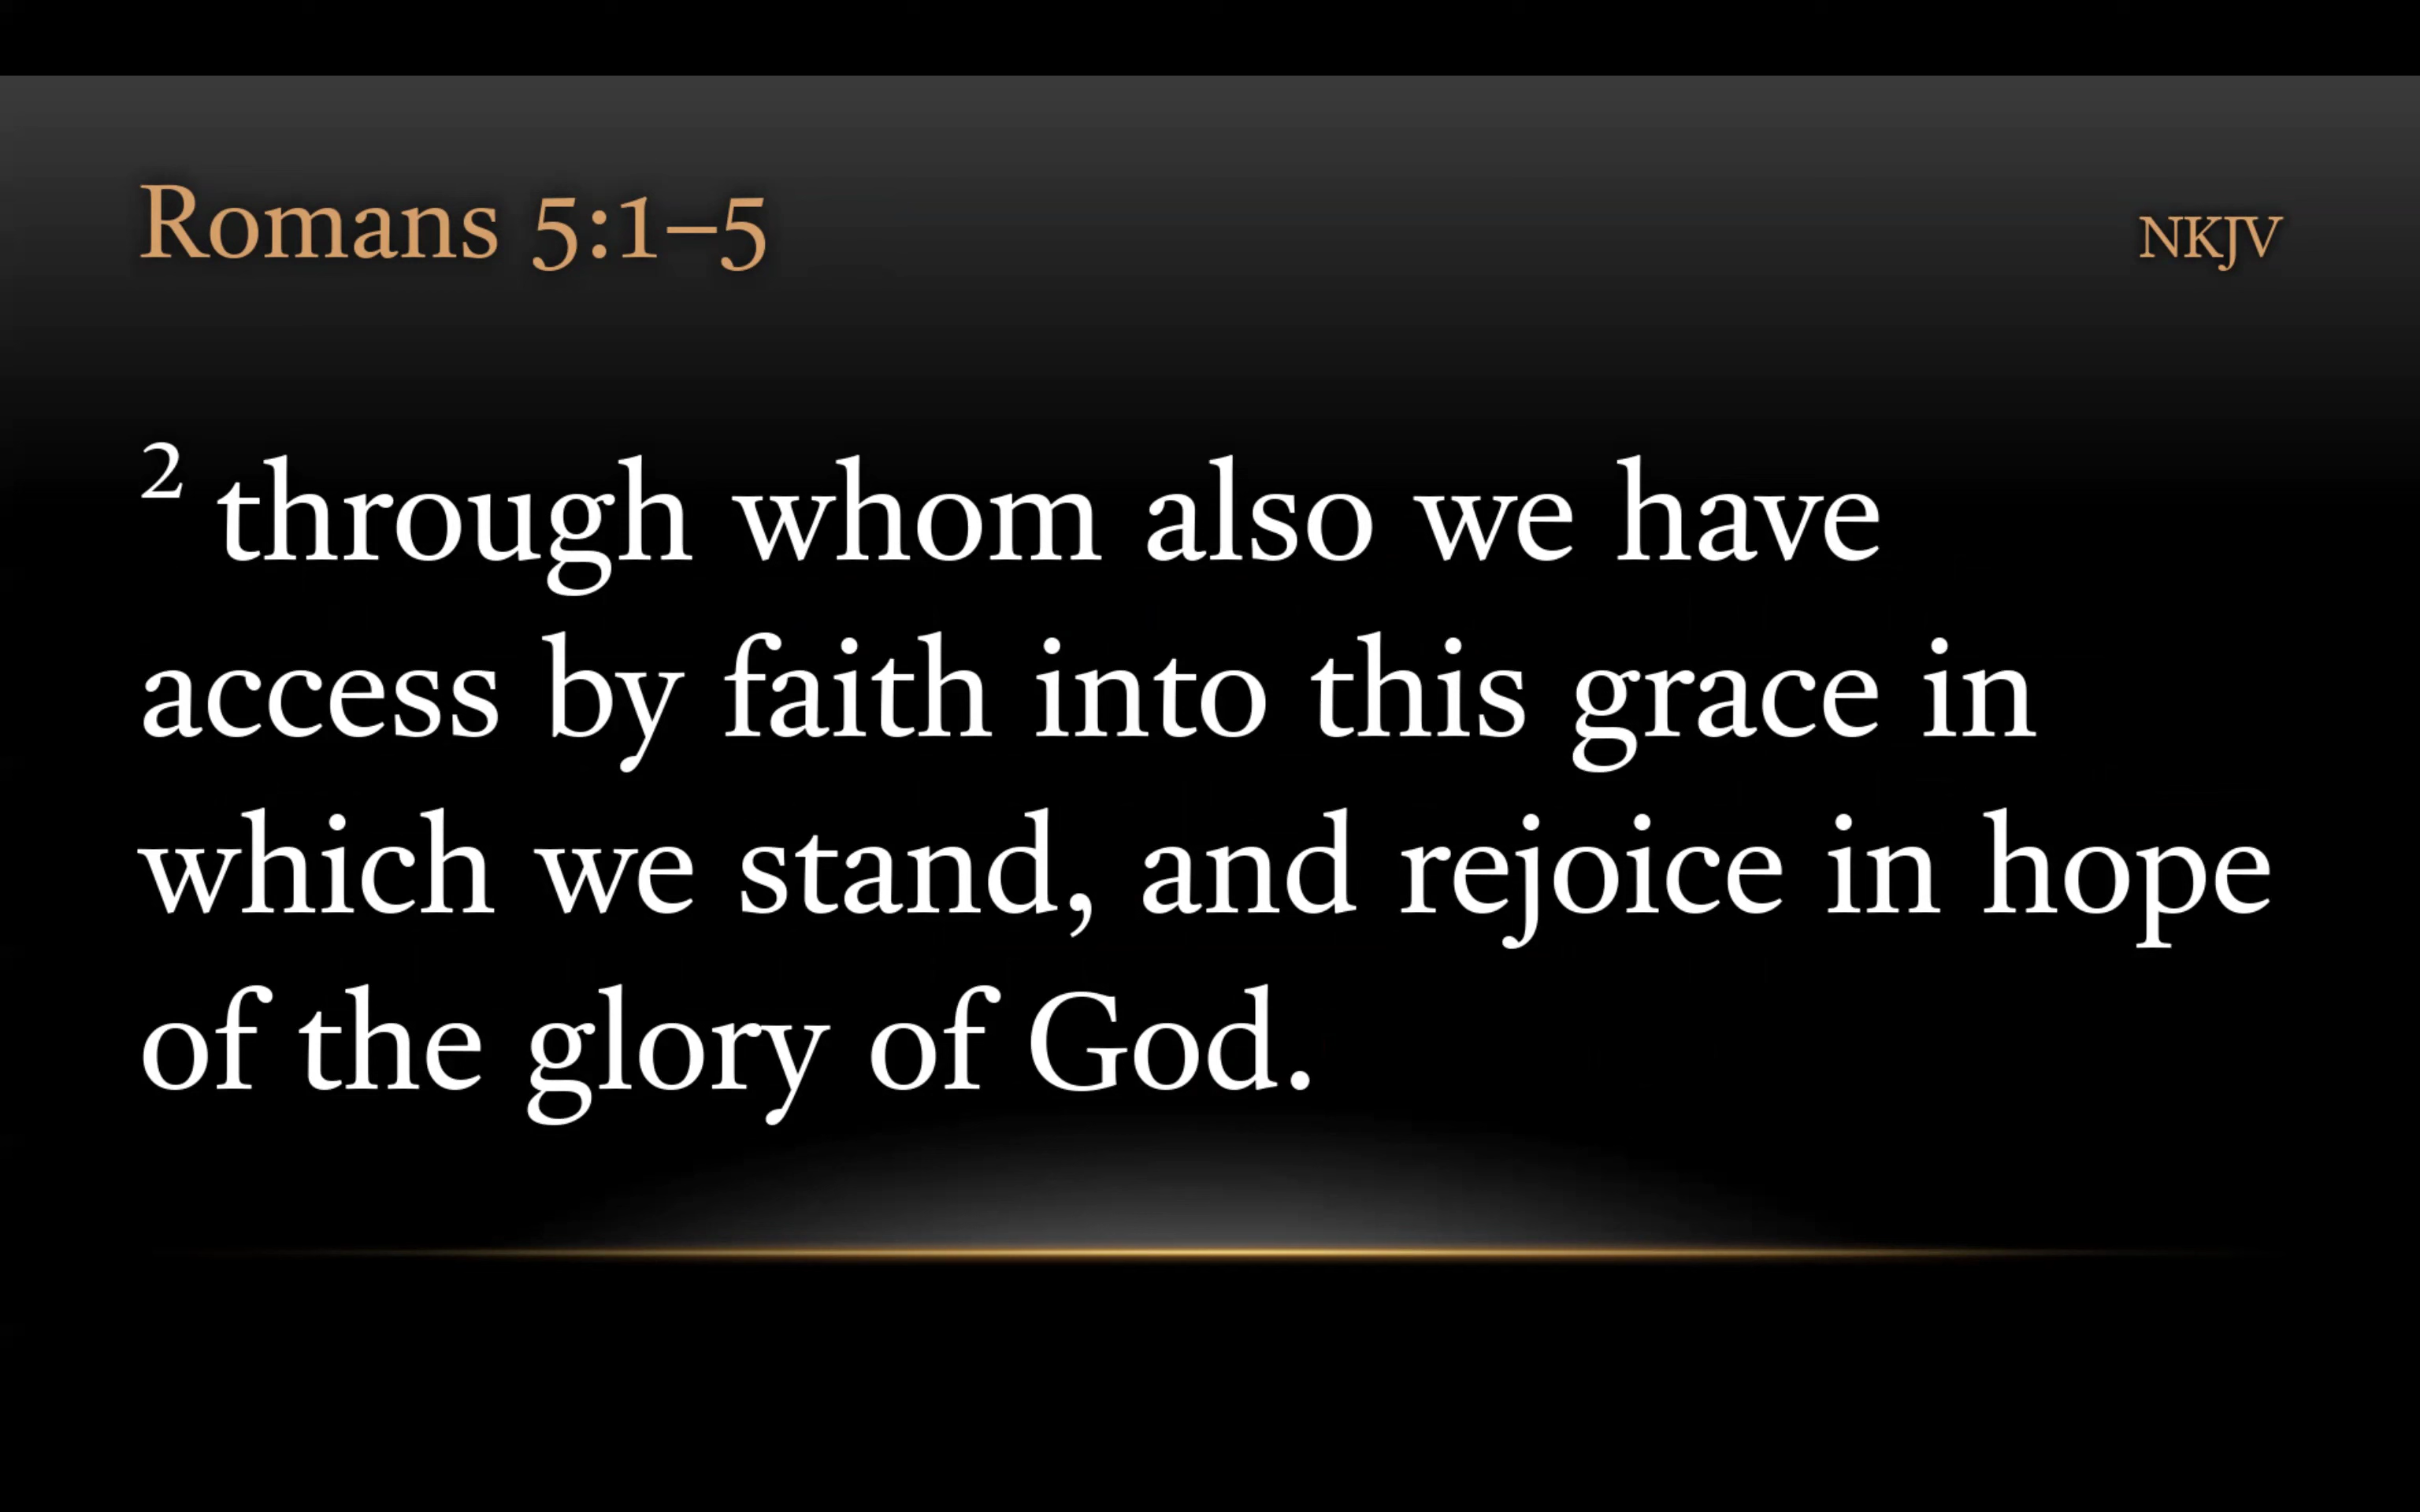 Romans 5:1–5
NKJV
2 through whom also we have
access by faith into this grace in
which we stand, and rejoice in hope
of the glory of God.